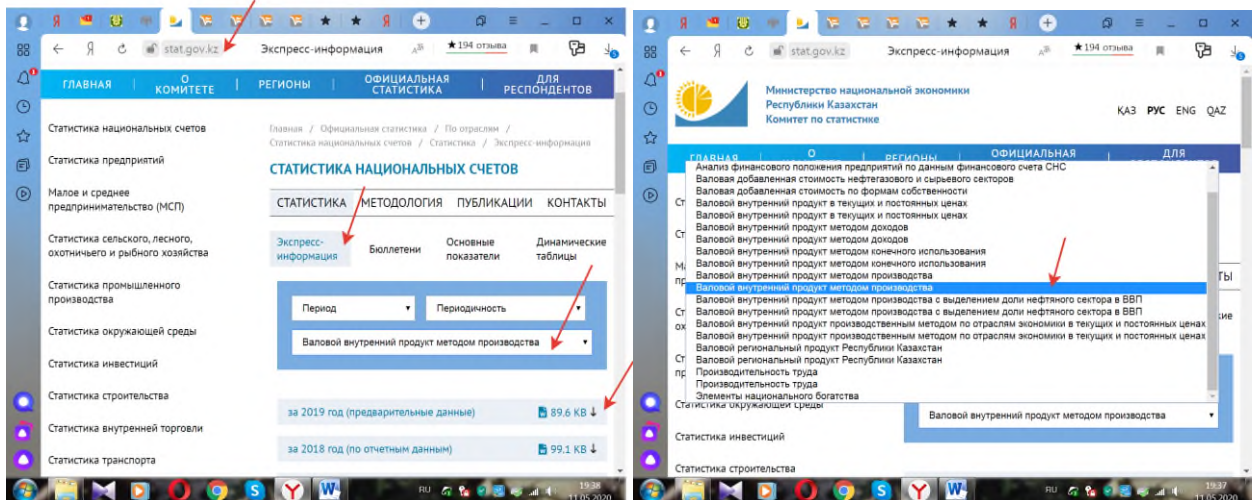 stat.gov.kz
Экспресс-информация
★194 отзыва
ГЛАВНАЯ
О КОМИТЕТЕ
РЕГИОНЫ
ОФИЦИАЛЬНАЯ СТАТИСТИКА
ДЛЯ РЕСПОНДЕНТОВ
Статистика национальных счетов
Статистика предприятий
Малое и среднее
предпринимательство (МСП)
Статистика сельского, лесного,
охотничьего и рыбного хозяйства
Статистика промышленного
производства
Статистика окружающей среды
Статистика инвестиций
Статистика строительства
Статистика внутренней торговли
Статистика транспорта
Главная / Официальная статистика / По отраслям /
Статистика национальных счетов / Статистика / Экспресс-информация
СТАТИСТИКА НАЦИОНАЛЬНЫХ СЧЕТОВ
СТАТИСТИКА МЕТОДОЛОГИЯ ПУБЛИКАЦИИ КОНТАКТЫ
Экспресс-
информация
Бюллетени
Основные
показатели
Динамические
таблицы
Период
Периодичность
Валовой внутренний продукт методом производства
за 2019 год (предварительные данные) 89.6 KB
за 2018 год (по отчетным данным) 99.1 KB
RU
19:38
11.05.2020
stat.gov.kz
Экспресс-информация
★194 отзыва
Министерство национальной экономики
Республики Казахстан
Комитет по статистике
ҚАЗ РУС ENG QAZ
ГЛАВНАЯ
О
РЕГИОНЫ
ОФИЦИАЛЬНАЯ
ДЛЯ
Анализ финансового положения предприятий по данным финансового счета СНС
Валовая добавленная стоимость нефтегазового и сырьевого секторов
Валовая добавленная стоимость по формам собственности
Валовой внутренний продукт в текущих и постоянных ценах
Валовой внутренний продукт в текущих и постоянных ценах
Валовой внутренний продукт методом доходов
Валовой внутренний продукт методом доходов
Валовой внутренний продукт методом конечного использования
Валовой внутренний продукт методом конечного использования
Валовой внутренний продукт методом производства
Валовой внутренний продукт методом производства
Валовой внутренний продукт методом производства с выделением доли нефтяного сектора в ВВП
Валовой внутренний продукт методом производства с выделением доли нефтяного сектора в ВВП
Валовой внутренний продукт производственным методом по отраслям экономики в текущих и постоянных ценах
Валовой внутренний продукт производственным методом по отраслям экономики в текущих и постоянных ценах
Валовой региональный продукт Республики Казахстан
Валовой региональный продукт Республики Казахстан
Производительность труда
Производительность труда
Элементы национального богатства
Статистика окружающей среды
Валовой внутренний продукт методом производства
Статистика инвестиций
Статистика строительства
RU
19:37
11.05.2020